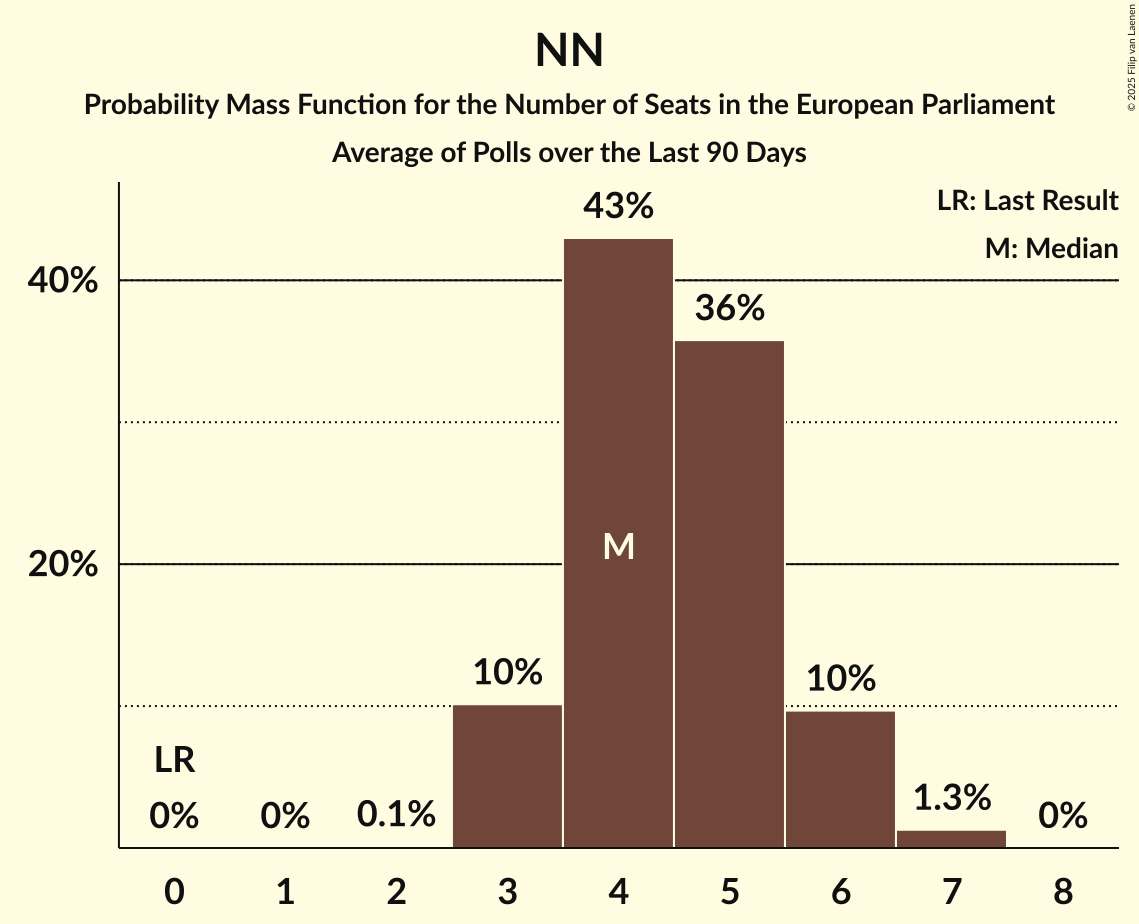 NN
Probability Mass Function for the Number of Seats in the European Parliament
Average of Polls over the Last 90 Days
© 2025 Filip van Laenen
LR: Last Result
M: Median
43%
40%
36%
M
20%
10%
10%
LR
1.3%
0%
0%
0.1%
0%
0
1
2
3
4
5
6
7
8